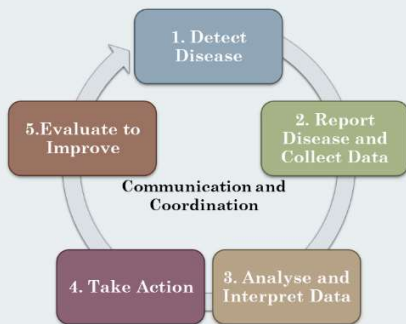 1. Detect
Disease
2. Report
Disease and
Collect Data
3. Analyse and
Interpret Data
4. Take Action
5.Evaluate to
Improve
Communication and
Coordination